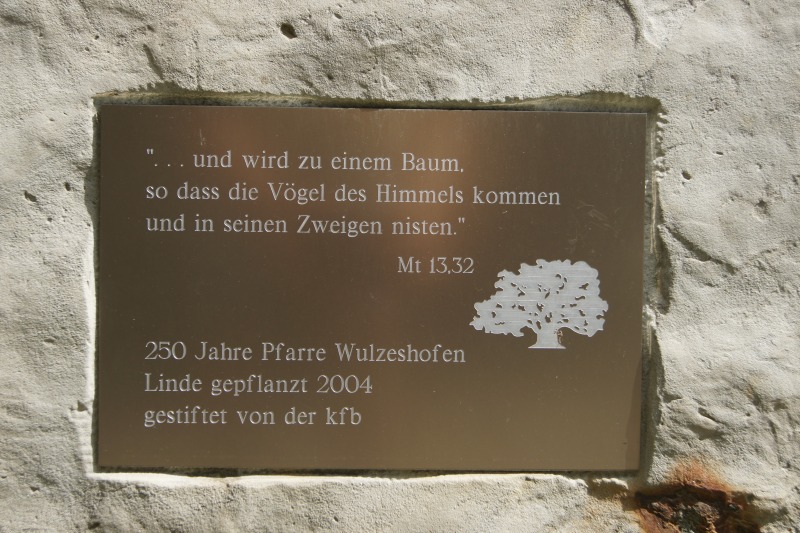 ". . . und wird zu einem Baum,
so dass die Vögel des Himmels kommen
und in seinen Zweigen nisten."
Mt 13,32
250 Jahre Pfarre Wulzeshofen
Linde gepflanzt 2004
gestiftet von der kfb